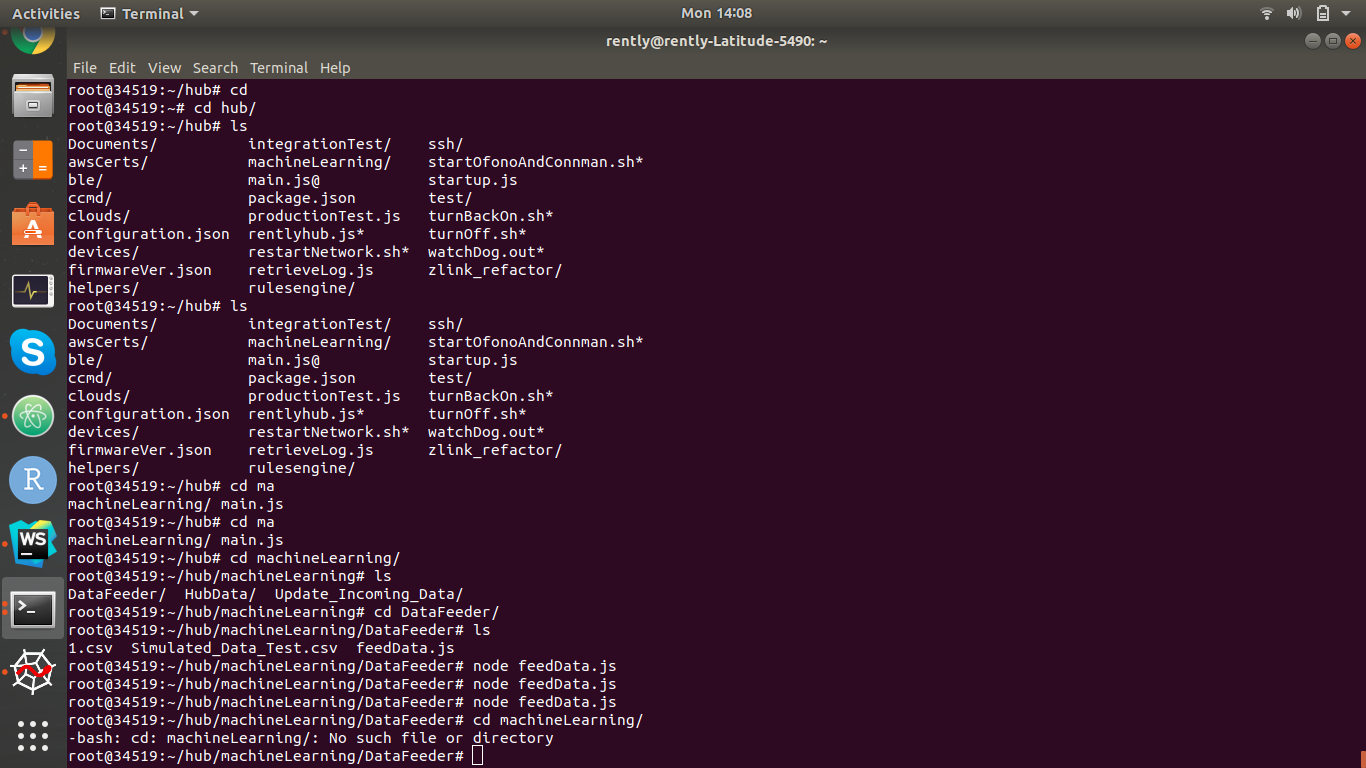 Activities Terminal Mon 14:08
rently@rently-Latitude-5490: ~
File Edit View Search Terminal Help
root@34519:~/hub# cd
root@34519:~# cd hub/
root@34519:~/hub# ls
Documents/ integrationTest/ ssh/
awsCerts/ machineLearning/ startOfonoAndConnman.sh*
ble/ main.js@ startup.js
ccmd/ package.json test/
clouds/ productionTest.js turnBackOn.sh*
configuration.json rentlyhub.js* turnOff.sh*
devices/ restartNetwork.sh* watchDog.out*
firmwareVer.json retrieveLog.js zlink_refactor/
helpers/ rulesengine/
root@34519:~/hub# ls
Documents/ integrationTest/ ssh/
awsCerts/ machineLearning/ startOfonoAndConnman.sh*
ble/ main.js@ startup.js
ccmd/ package.json test/
clouds/ productionTest.js turnBackOn.sh*
configuration.json rentlyhub.js* turnOff.sh*
devices/ restartNetwork.sh* watchDog.out*
firmwareVer.json retrieveLog.js zlink_refactor/
helpers/ rulesengine/
root@34519:~/hub# cd ma
machineLearning/ main.js
root@34519:~/hub# cd ma
machineLearning/ main.js
root@34519:~/hub# cd machineLearning/
root@34519:~/hub/machineLearning# ls
DataFeeder/ HubData/ Update_Incoming_Data/
root@34519:~/hub/machineLearning# cd DataFeeder/
root@34519:~/hub/machineLearning/DataFeeder# ls
1.csv Simulated_Data_Test.csv feedData.js
root@34519:~/hub/machineLearning/DataFeeder# node feedData.js
root@34519:~/hub/machineLearning/DataFeeder# node feedData.js
root@34519:~/hub/machineLearning/DataFeeder# node feedData.js
root@34519:~/hub/machineLearning/DataFeeder# cd machineLearning/
-bash: cd: machineLearning/: No such file or directory
root@34519:~/hub/machineLearning/DataFeeder#
A
S
R
WS